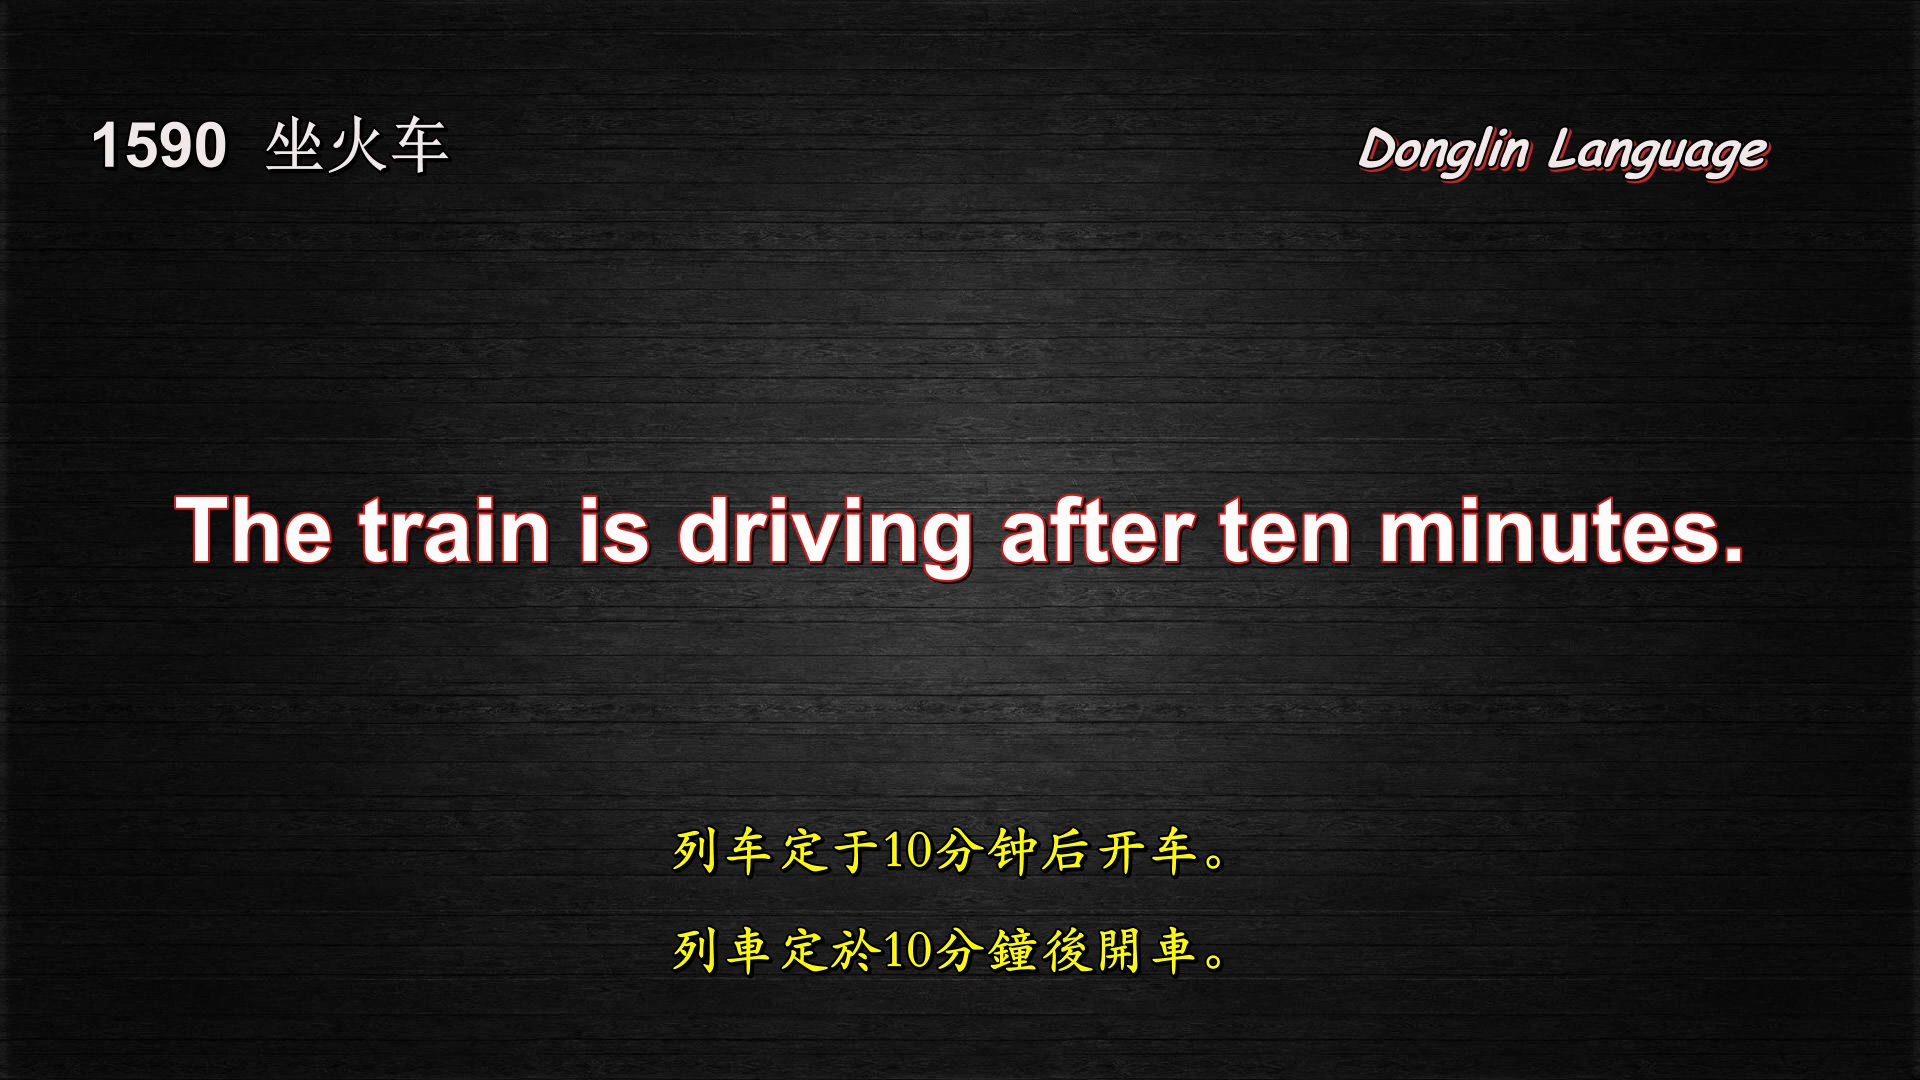 1590 坐火车
Donglin Language
The train is driving after ten minutes.
列车定于10分钟后开车。
列車定於10分鐘後開車。